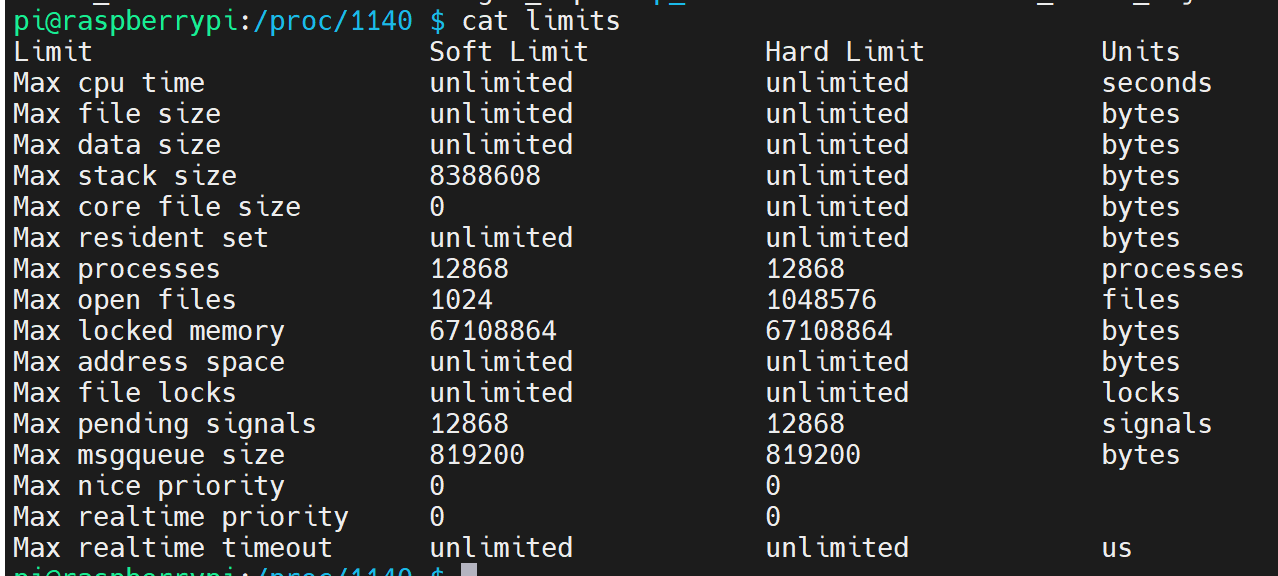 pi@raspberrypi:/proc/1140 $ cat limits
Limit                     Soft Limit           Hard Limit           Units
Max cpu time              unlimited            unlimited            seconds
Max file size             unlimited            unlimited            bytes
Max data size             unlimited            unlimited            bytes
Max stack size            8388608              unlimited            bytes
Max core file size        0                    unlimited            bytes
Max resident set          unlimited            unlimited            bytes
Max processes             12868                12868                processes
Max open files            1024                 1048576              files
Max locked memory         67108864             67108864             bytes
Max address space         unlimited            unlimited            bytes
Max file locks            unlimited            unlimited            locks
Max pending signals       12868                12868                signals
Max msgqueue size         819200               819200               bytes
Max nice priority         0                    0
Max realtime priority     0                    0
Max realtime timeout      unlimited            unlimited            us
pi@raspberrypi:/proc/1140 $